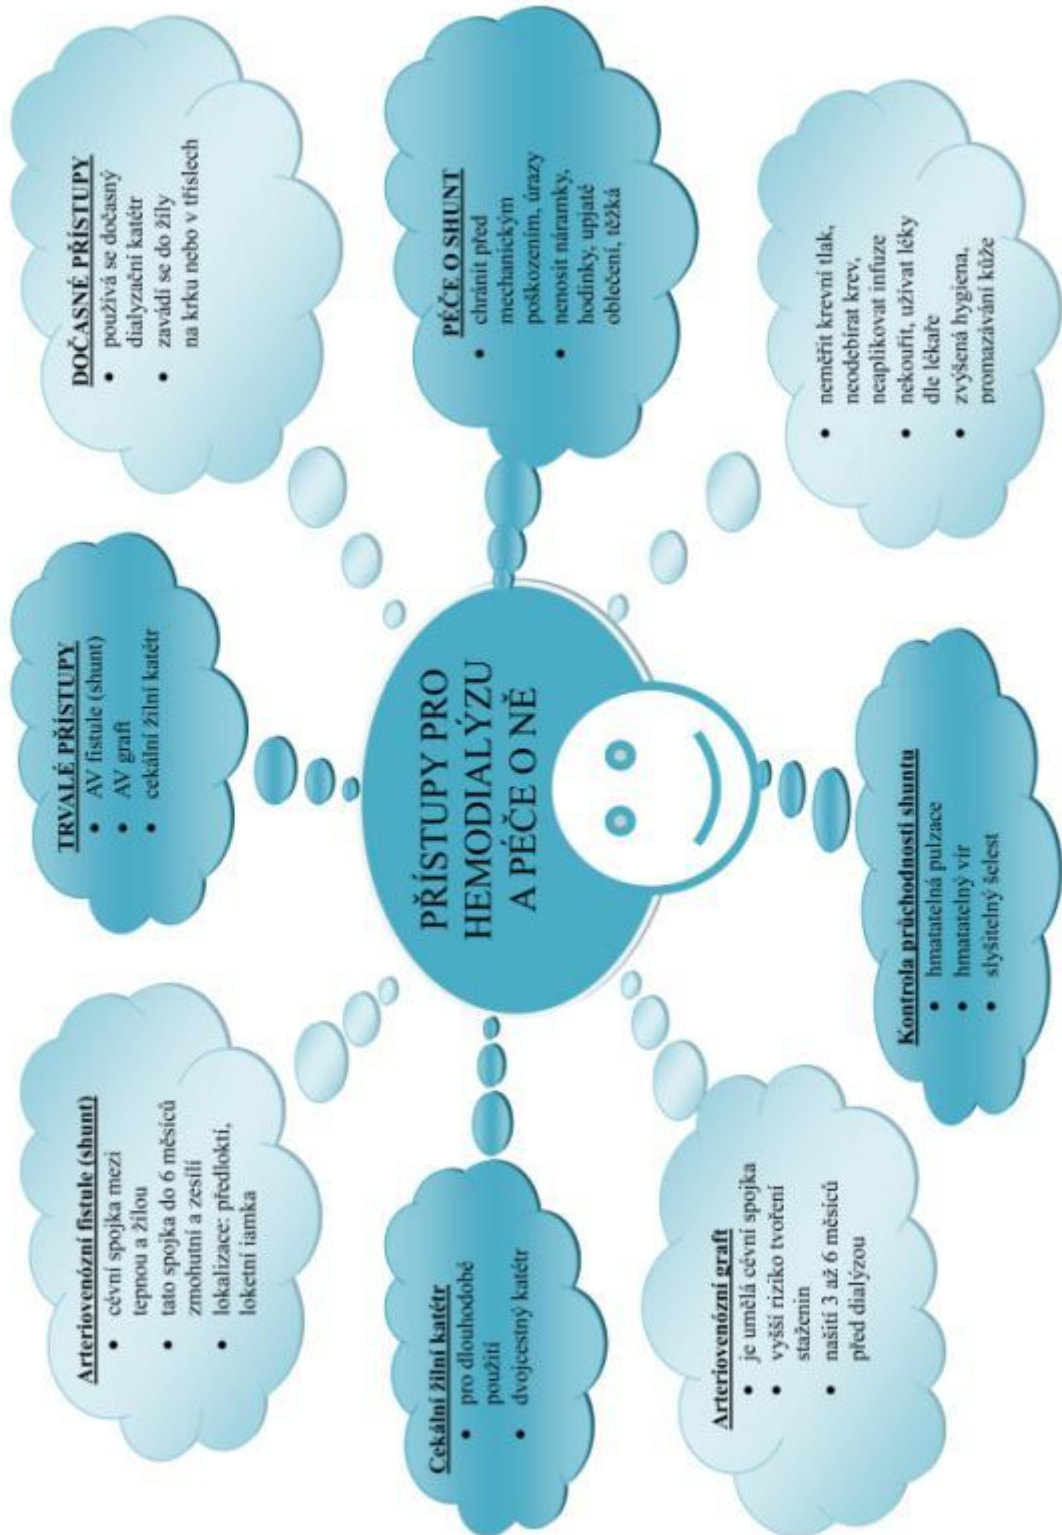 Arteriovenózní fistule (shunt)
• cévní spojka mezi
tepnou a žilou
• tato spojka do 6 měsíců
zmohutní a zesílí
• lokalizace: předloktí,
loketní iamka
TRVALÉ PŘÍSTUPY
• AV fistule (shunt)
• AV graft
• cekální žilní katétr
DOČASNÉ PŘÍSTUPY
• používá se dočasný
dialyzační katétr
• zavádí se do žíly
na krku nebo v tříslech
Cekální žilní katétr
• pro dlouhodobé
použití
• dvojcestný katétr
PŘÍSTUPY PRO
HEMODIALÝZU
A PÉČE O NĚ
PÉČE O SHUNT
• chránit před
mechanickým
poškozením, úrazy
• nenosit náramky,
hodinky, upjaté
oblečení, těžká
Arteriovenózní graft
• je umělá cévní spojka
• vyšší riziko tvoření
staženin
• našití 3 až 6 měsíců
před dialýzou
Kontrola průchodnosti shuntu
• hmatatelná pulzace
• hmatatelný vír
• slyšitelný šelest
• neměřit krevní tlak,
neodebírat krev,
neaplikovat infuze
• nekouřit, užívat léky
dle lékaře
• zvýšená hygiena,
promazávání kůže